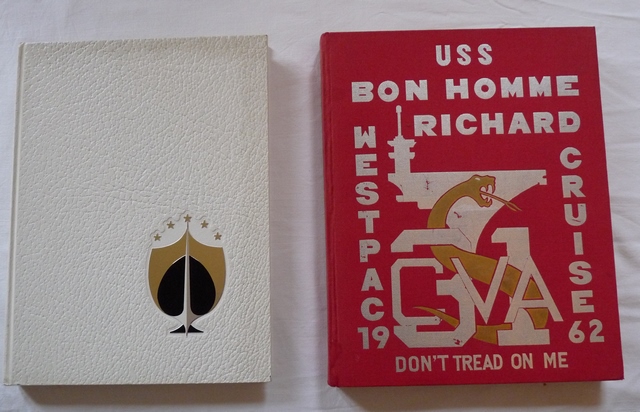 USS
BON HOMME
RICHARD
WESTPAC
CRUISE
31
CVA
19 62
DON'T TREAD ON ME